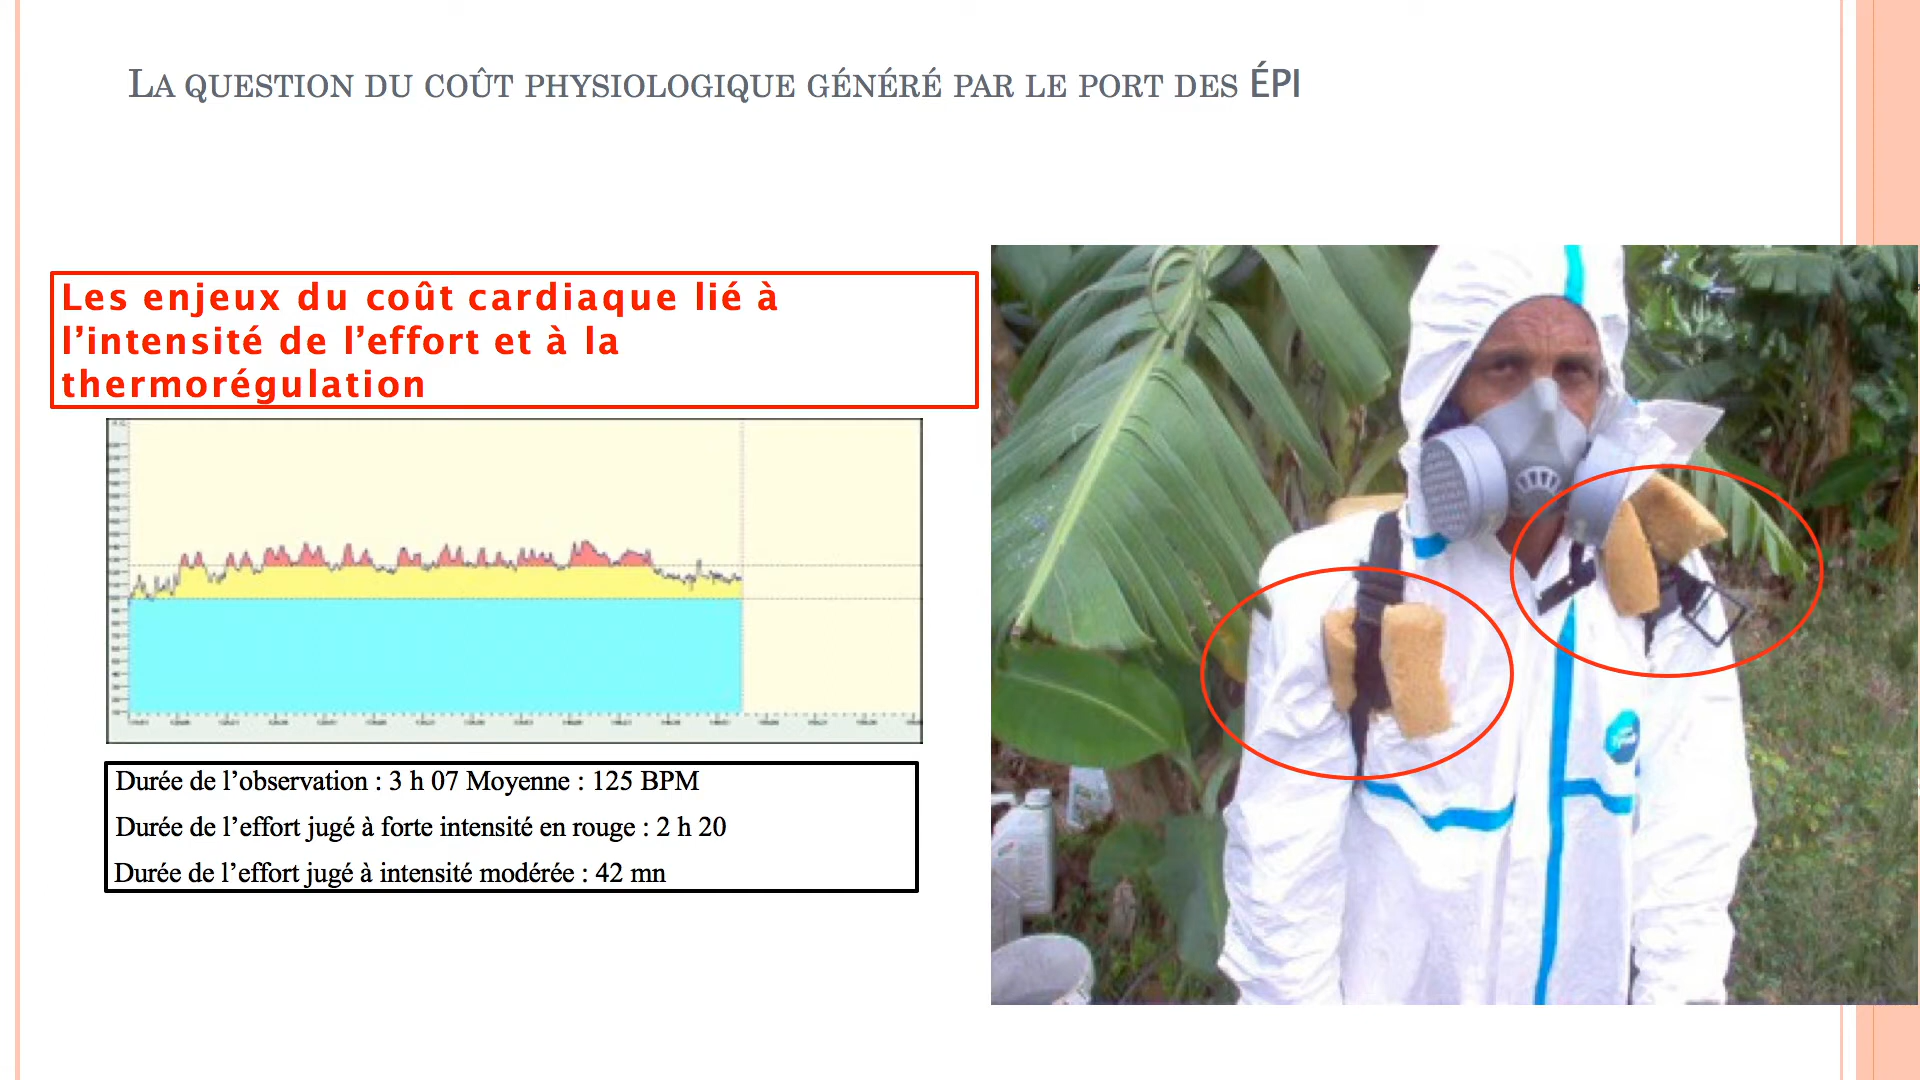 La question du coût physiologique généré par le port des ÉPI
Les enjeux du coût cardiaque lié à
l’intensité de l’effort et à la
thermorégulation
Durée de l’observation : 3 h 07 Moyenne : 125 BPM
Durée de l’effort jugé à forte intensité en rouge : 2 h 20
Durée de l’effort jugé à intensité modérée : 42 mn